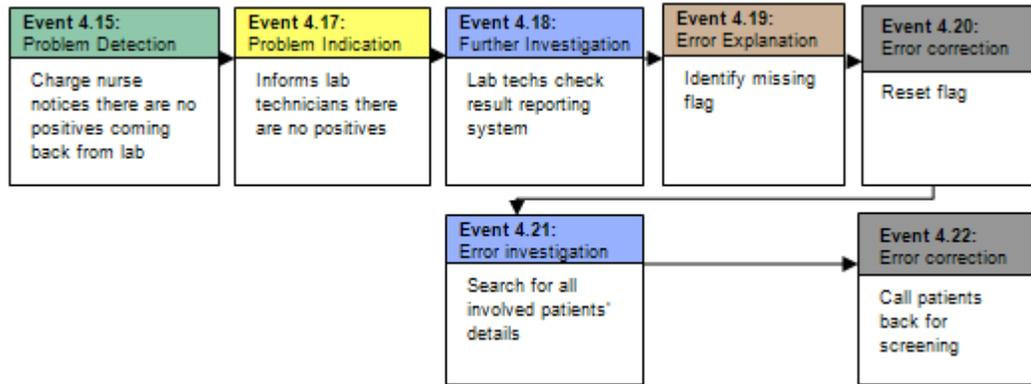 Event 4.15:
Problem Detection
Charge nurse
notices there are no
positives coming
back from lab
Event 4.17:
Problem Indication
Informs lab
technicians there
are no positives
Event 4.18:
Further Investigation
Lab techs check
result reporting
system
Event 4.19:
Error Explanation
Identify missing
flag
Event 4.20:
Error correction
Reset flag
Event 4.21:
Error investigation
Search for all
involved patients'
details
Event 4.22:
Error correction
Call patients
back for
screening